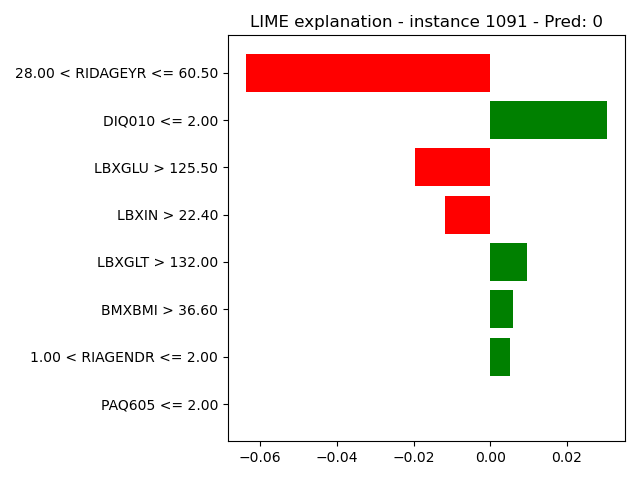 LIME explanation - instance 1091 - Pred: 0
28.00 < RIDAGEYR <= 60.50
DIQ010 <= 2.00
LBXGLU > 125.50
LBXIN > 22.40
LBXGLT > 132.00
BMXBMI > 36.60
1.00 < RIAGENDR <= 2.00
PAQ605 <= 2.00
−0.06 −0.04 −0.02 0.00 0.02